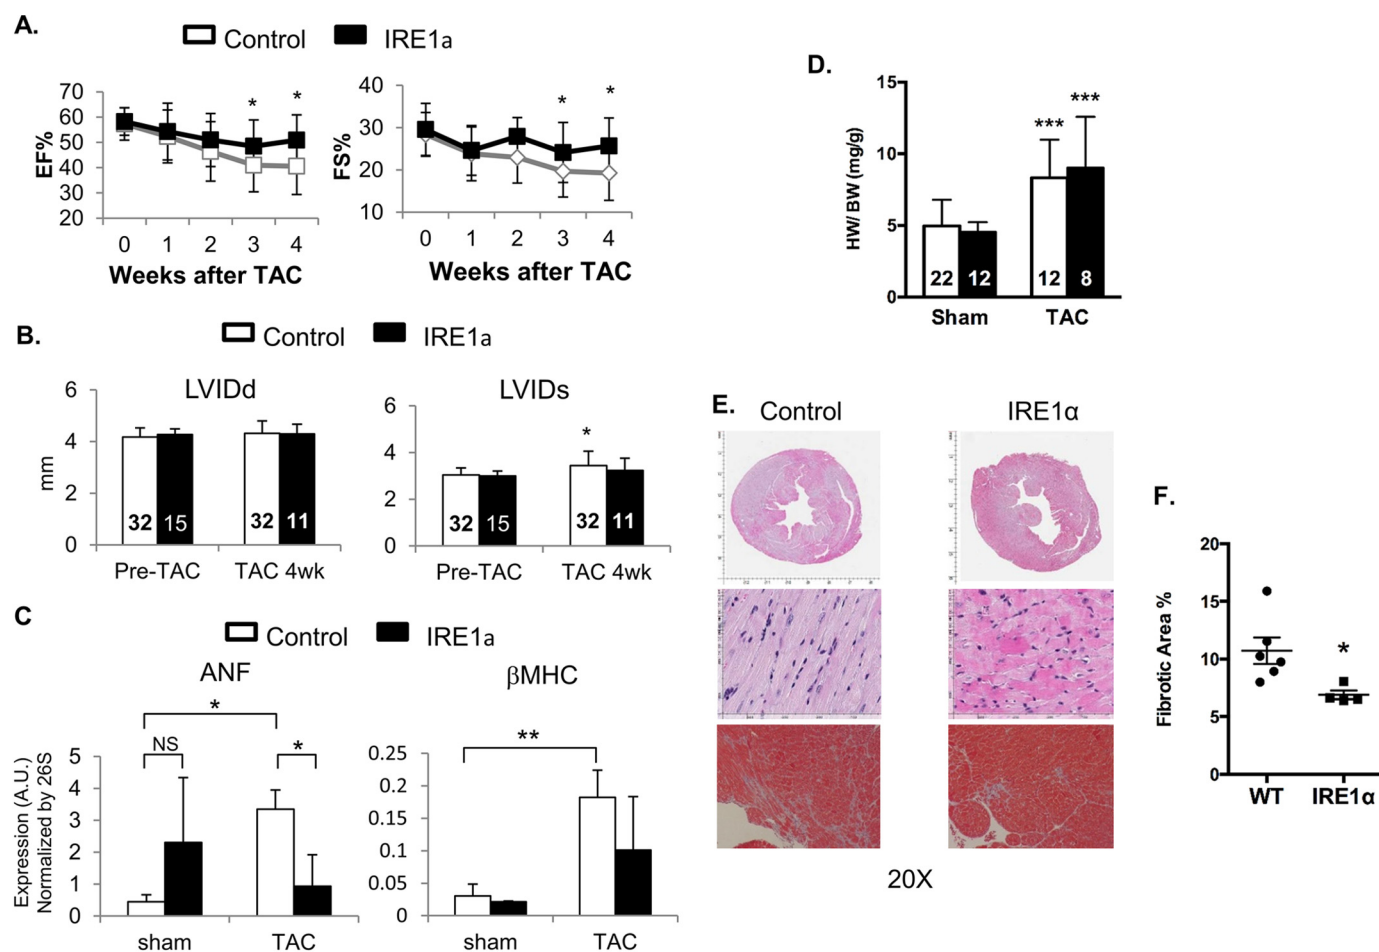 A.
Control IRE1a
EF%
70
60
50
40
30
20
* *
0 1 2 3 4
Weeks after TAC
FS%
40
30
20
10
* *
0 1 2 3 4
Weeks after TAC
B.
Control IRE1a
LVIDd
mm
6
4
2
0
32 15 32 11
Pre-TAC TAC 4wk
LVIDs
6
4
2
0
*
32 15 32 11
Pre-TAC TAC 4wk
C
Control IRE1a
ANF
Expression (A.U.)
Normalized by 26S
5
4
3
2
1
0
*
NS
*
sham TAC
βMHC
0.25
0.2
0.15
0.1
0.05
0
**
sham TAC
D.
HW/ BW (mg/g)
15
10
5
0
*** ***
22 12 12 8
Sham TAC
E.
Control IRE1α
20X
F.
Fibrotic Area %
20
15
10
5
0
*
WT IRE1α